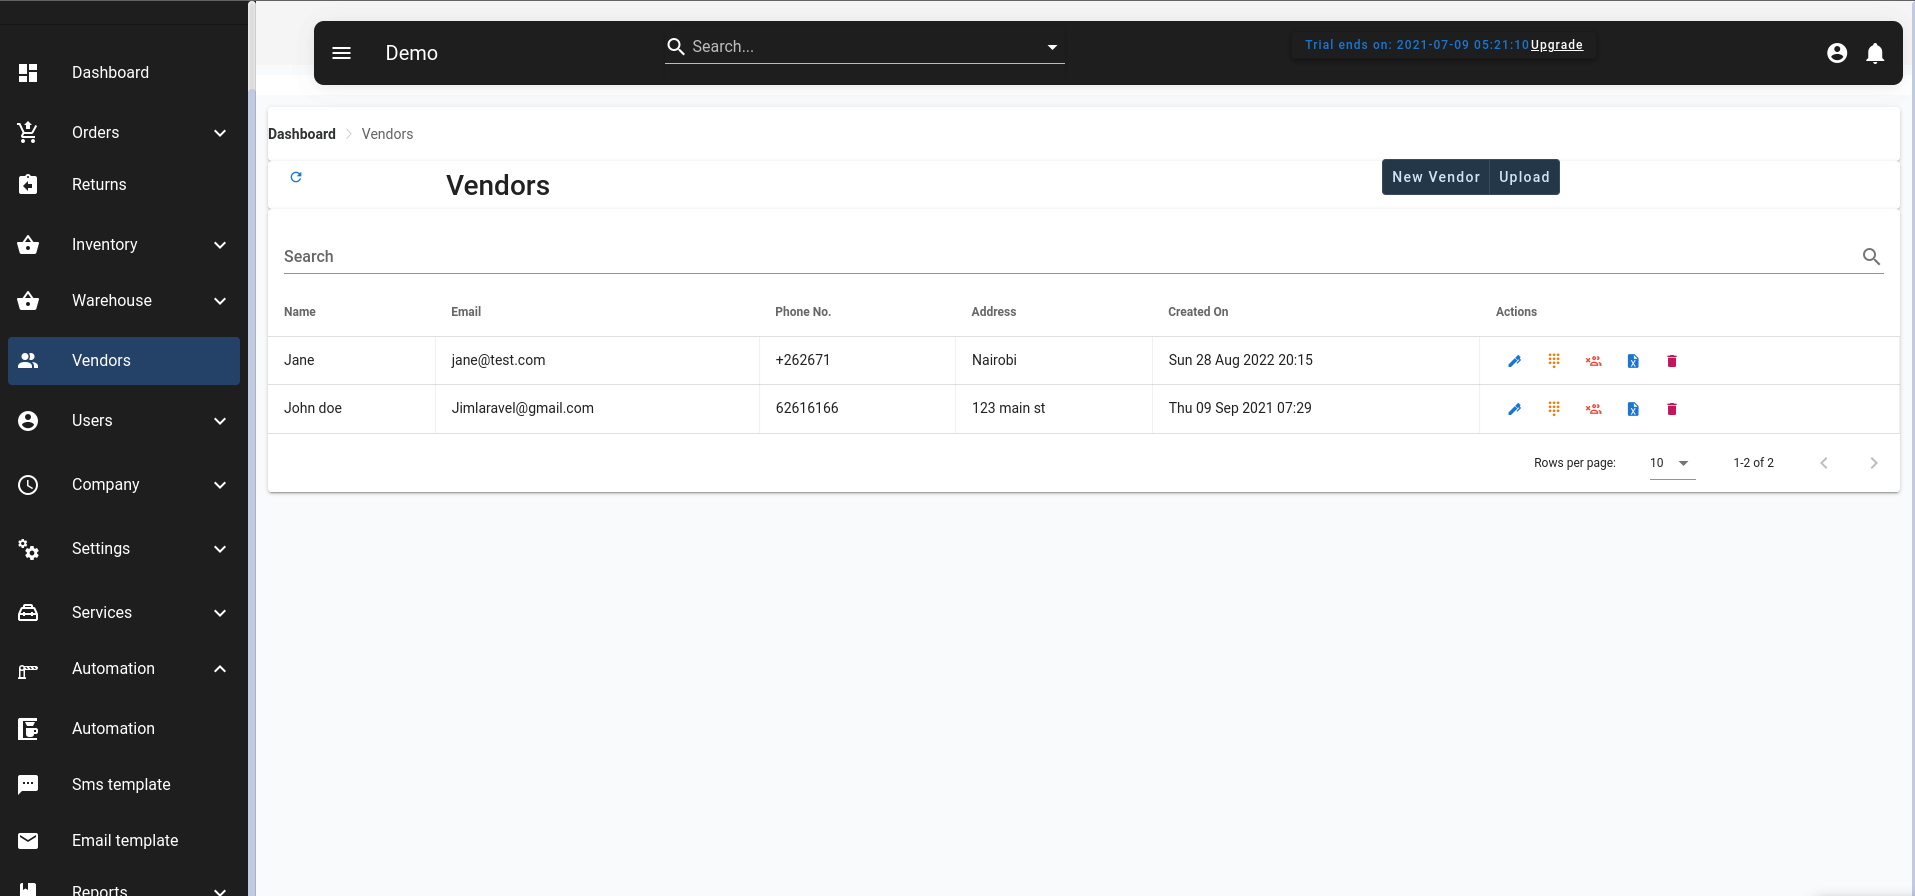 Demo
Search...
Trial ends on: 2021-07-09 05:21:10 Upgrade
Dashboard
Orders
Returns
Inventory
Warehouse
Vendors
Users
Company
Settings
Services
Automation
Automation
Sms template
Email template
Reports
Dashboard Vendors
Vendors
New Vendor Upload
Search
Name Email Phone No. Address Created On Actions
Jane jane@test.com +262671 Nairobi Sun 28 Aug 2022 20:15
John doe Jimlaravel@gmail.com 62616166 123 main st Thu 09 Sep 2021 07:29
Rows per page: 10 1-2 of 2